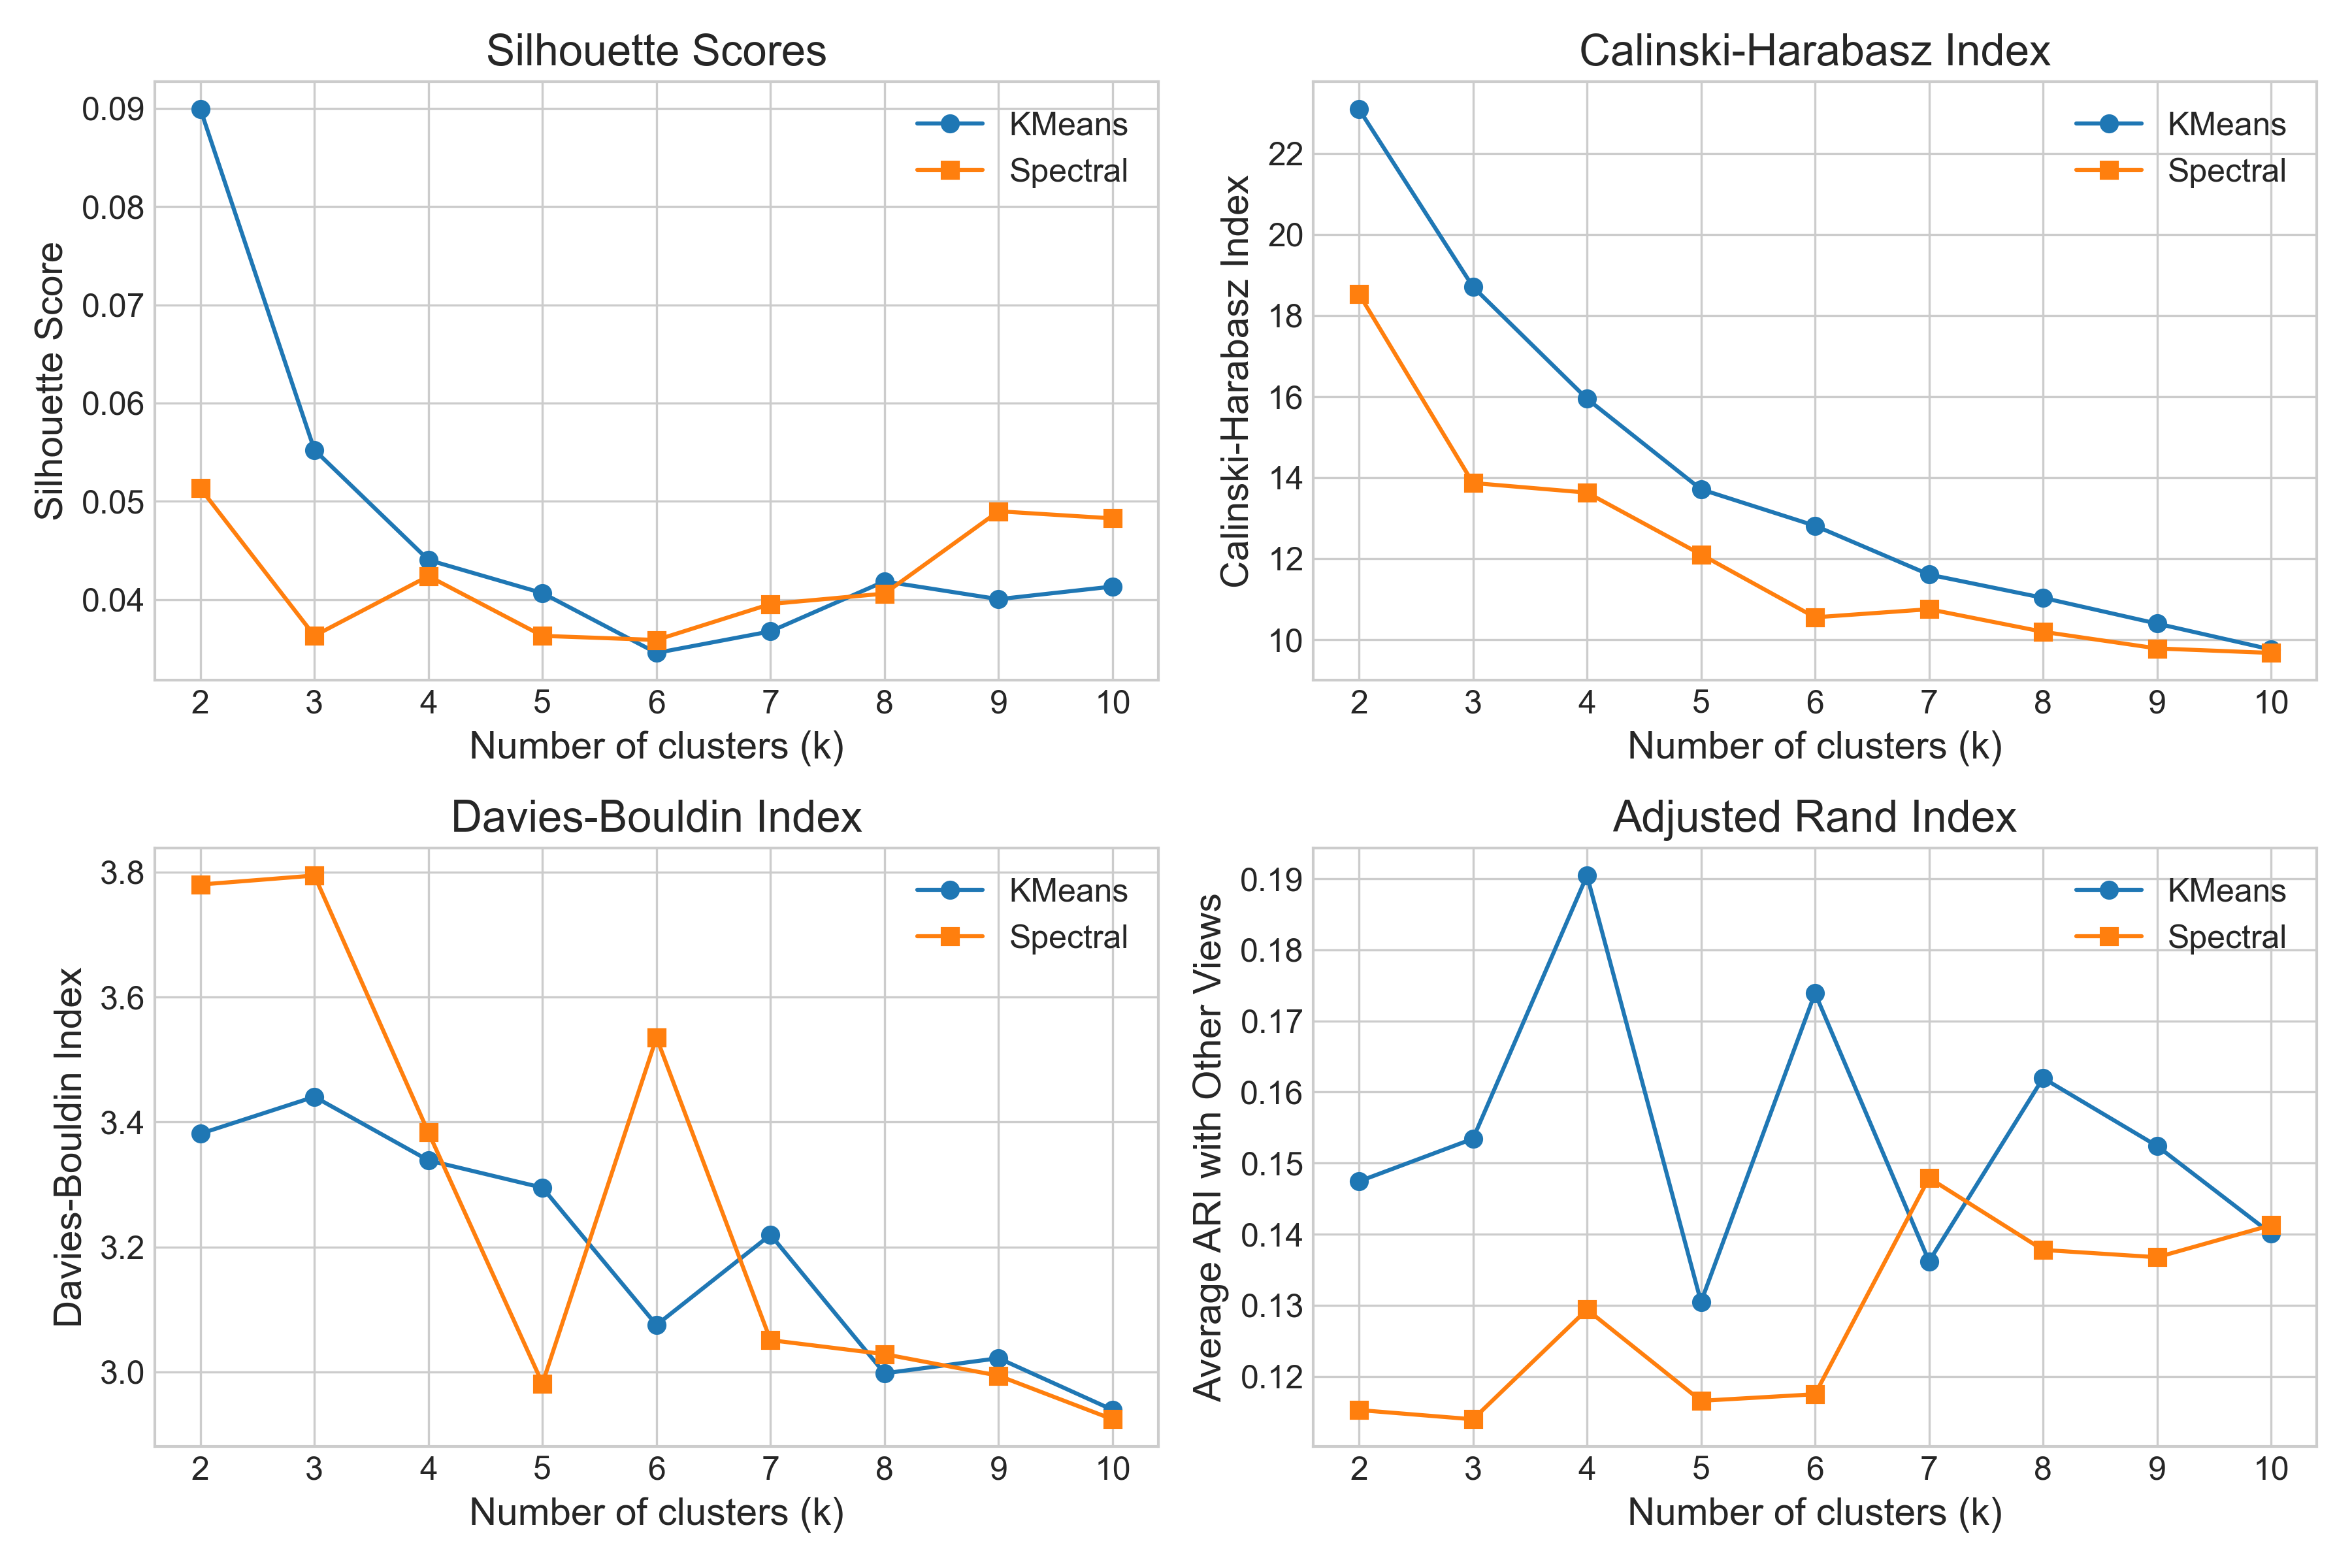 Silhouette Scores
Silhouette Score
0.09
0.08
0.07
0.06
0.05
0.04
KMeans
Spectral
2 3 4 5 6 7 8 9 10
Number of clusters (k)
Calinski-Harabasz Index
Calinski-Harabasz Index
22
20
18
16
14
12
10
KMeans
Spectral
2 3 4 5 6 7 8 9 10
Number of clusters (k)
Davies-Bouldin Index
Davies-Bouldin Index
3.8
3.6
3.4
3.2
3.0
KMeans
Spectral
2 3 4 5 6 7 8 9 10
Number of clusters (k)
Adjusted Rand Index
Average ARI with Other Views
0.19
0.18
0.17
0.16
0.15
0.14
0.13
0.12
KMeans
Spectral
2 3 4 5 6 7 8 9 10
Number of clusters (k)